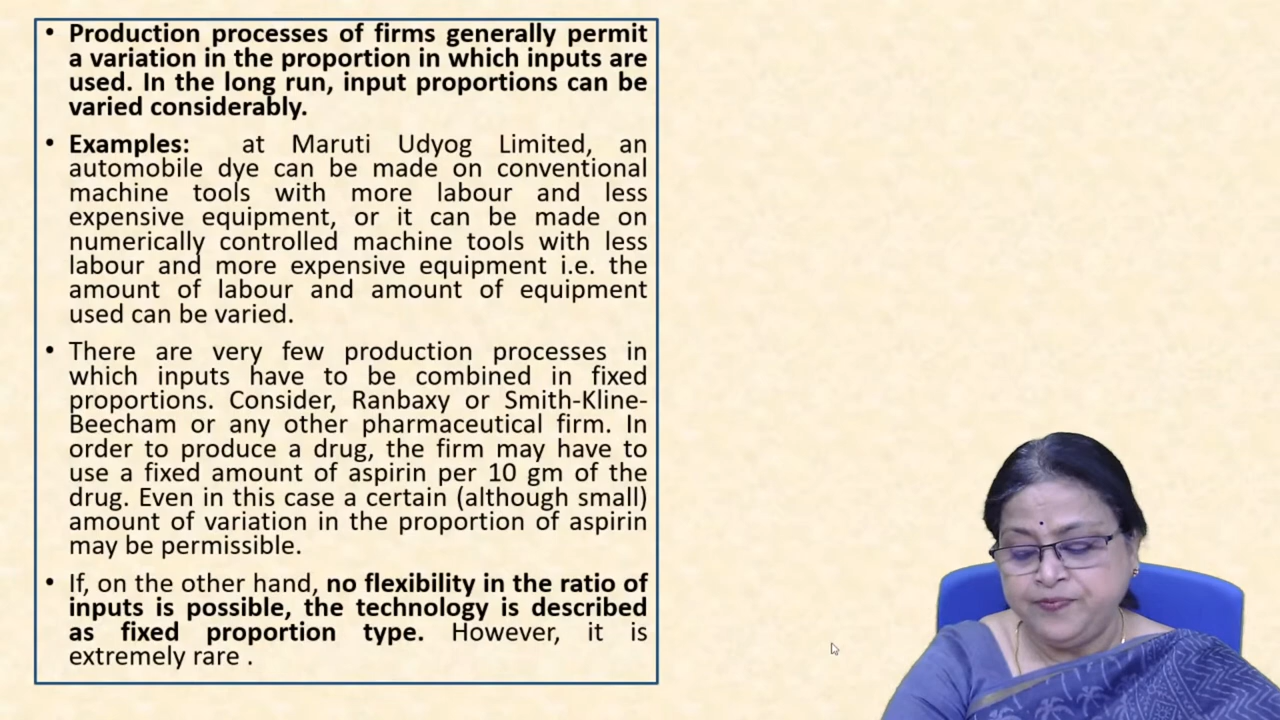 • Production processes of firms generally permit
a variation in the proportion in which inputs are
used. In the long run, input proportions can be
varied considerably.
• Examples: at Maruti Udyog Limited, an
automobile dye can be made on conventional
machine tools with more labour and less
expensive equipment, or it can be made on
numerically controlled machine tools with less
labour and more expensive equipment i.e. the
amount of labour and amount of equipment
used can be varied.
• There are very few production processes in
which inputs have to be combined in fixed
proportions. Consider, Ranbaxy or Smith-Kline-
Beecham or any other pharmaceutical firm. In
order to produce a drug, the firm may have to
use a fixed amount of aspirin per 10 gm of the
drug. Even in this case a certain (although small)
amount of variation in the proportion of aspirin
may be permissible.
• If, on the other hand, no flexibility in the ratio of
inputs is possible, the technology is described
as fixed proportion type. However, it is
extremely rare .